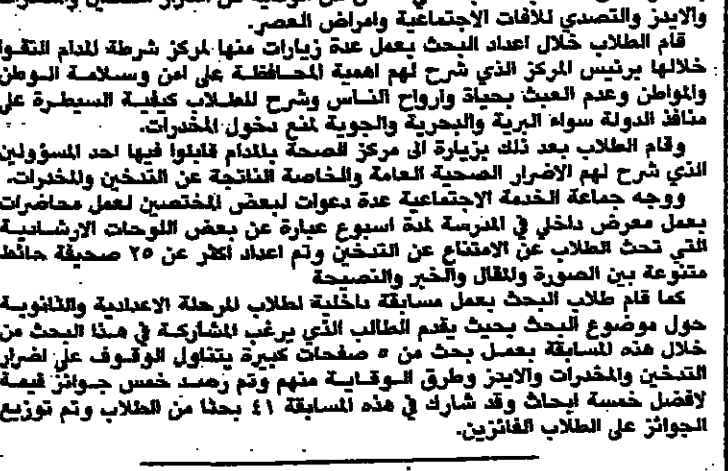 والايدز والتصدي للآفات الاجتماعية وامراض العصر.
قام الطلاب خلال اعداد البحث بعمل عدة زيارات منها لمركز شرطة المدام التقوا
خلالها برئيس المركز الذي شرح لهم اهمية المحافظة على امن وسلامة الوطن
والمواطن وعدم العبث بحياة وارواح الناس وشرح للطلاب كيفية السيطرة على
منافذ الدولة سواء البرية والبحرية والجوية لمنع دخول المخدرات.
وقام الطلاب بعد ذلك بزيارة الى مركز الصحة بالمدام قابلوا فيها احد المسؤولين
الذي شرح لهم الاضرار الصحية العامة والخاصة الناتجة عن التدخين والمخدرات.
ووجه جماعة الخدمة الاجتماعية عدة دعوات لبعض المختصين لعمل محاضرات
بعمل معرض داخلي في المدرسة لمدة اسبوع عبارة عن بعض اللوحات الارشادية
التي تحث الطلاب عن الامتناع عن التدخين وتم اعداد اكثر عن ٢٥ صحيفة حائط
متنوعة بين الصورة والمقال والخبر والنصيحة
كما قام طلاب البحث بعمل مسابقة داخلية لطلاب المرحلة الاعدادية والثانوية
حول موضوع البحث بحيث يقدم الطالب الذي يرغب المشاركة في هذا البحث من
خلال هذه المسابقة بعمل بحث من ٥ صفحات كبيرة يتناول الوقوف على اضرار
التدخين والمخدرات والايدز وطرق الوقاية منهم وتم رصد خمس جوائز قيمة
لافضل خمسة ابحاث وقد شارك في هذه المسابقة ٤١ بحثا من الطلاب وتم توزيع
الجوائز على الطلاب الفائزين.